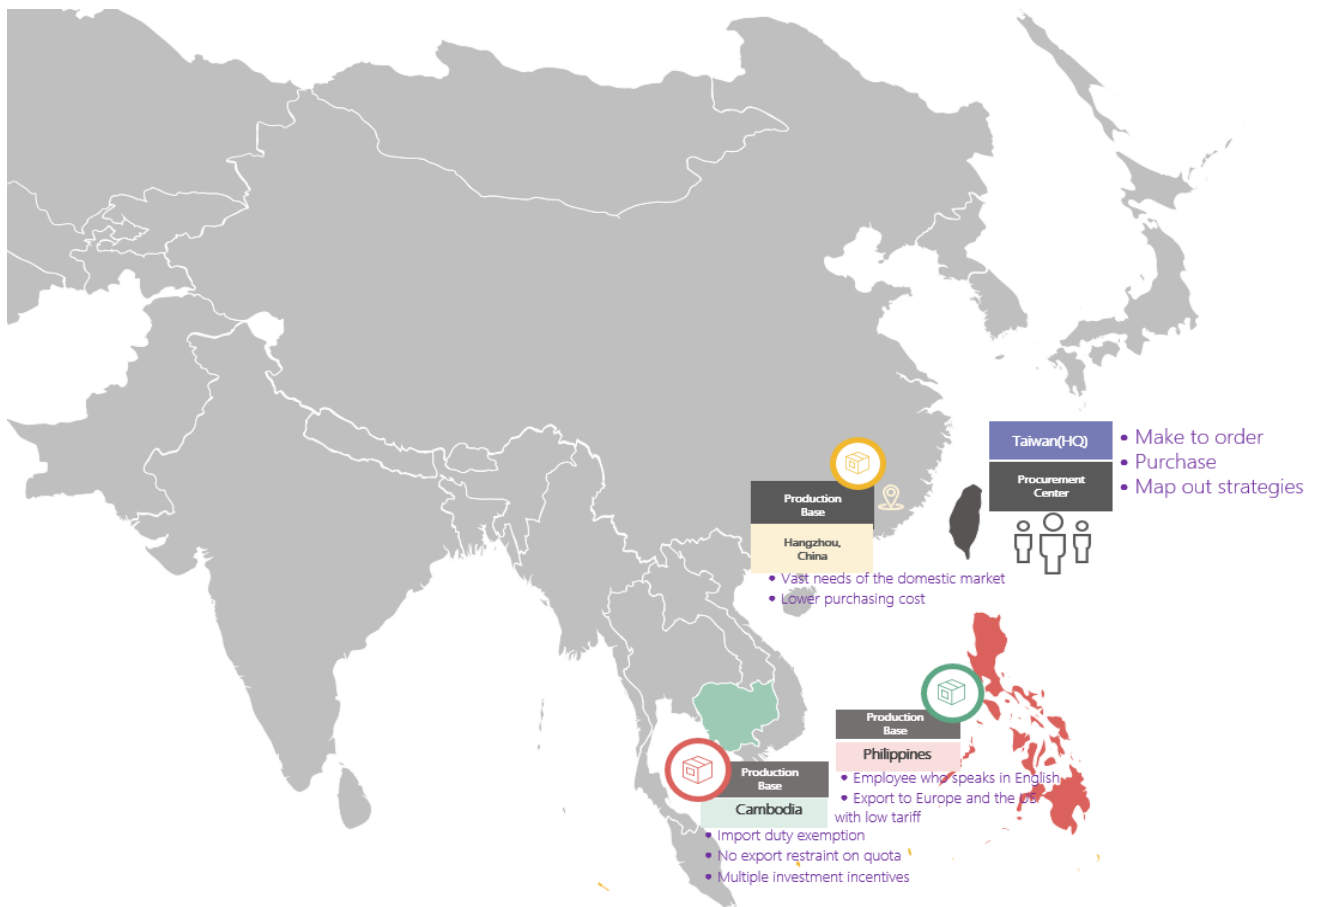 Taiwan(HQ)
Procurement
Center
• Make to order
• Purchase
• Map out strategies
Production
Base
Hangzhou,
China
• Vast needs of the domestic market
• Lower purchasing cost
Production
Base
Philippines
• Employee who speaks in English
• Export to Europe and the US
with low tariff
Production
Base
Cambodia
• Import duty exemption
• No export restraint on quota
• Multiple investment incentives